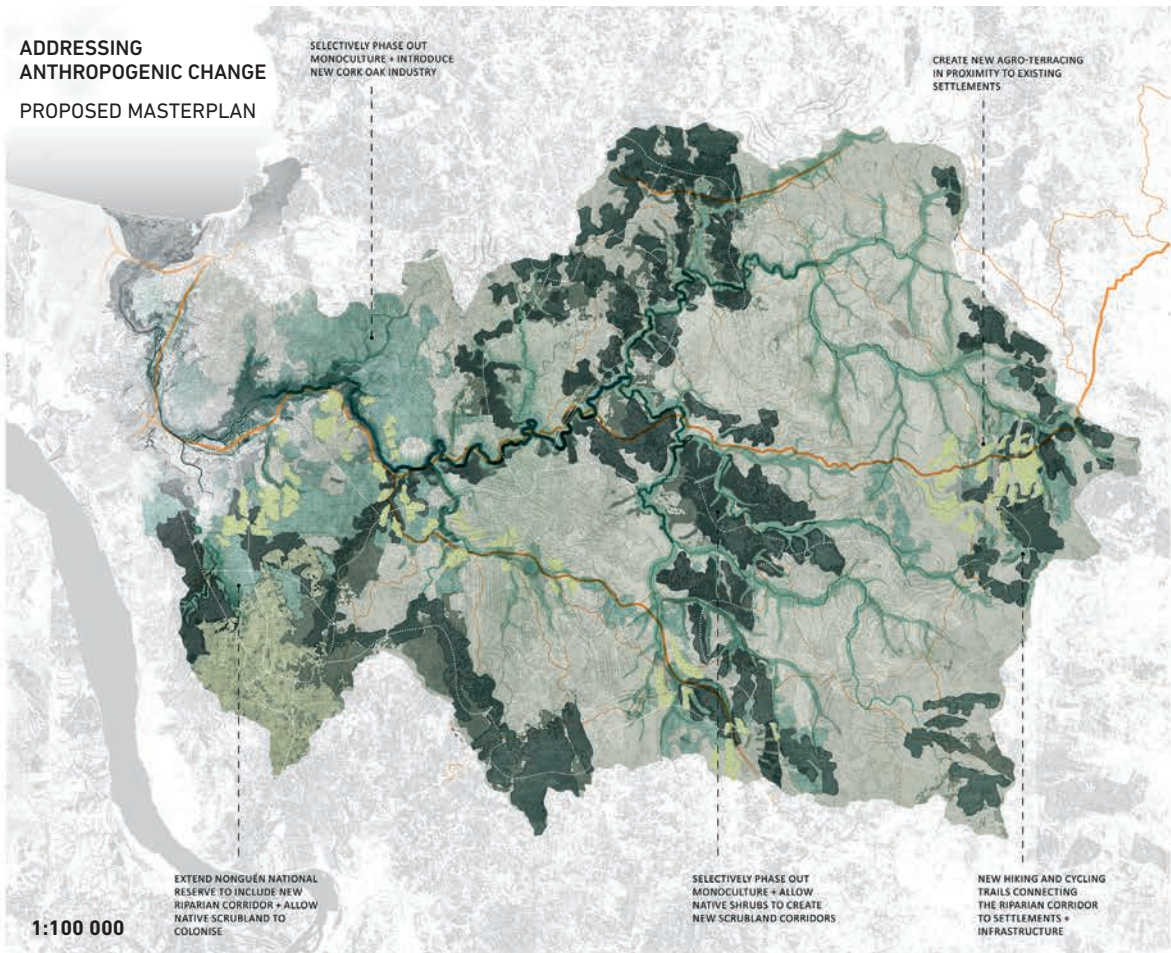 ADDRESSING
ANTHROPOGENIC CHANGE
PROPOSED MASTERPLAN
SELECTIVELY PHASE OUT
MONOCULTURE + INTRODUCE
NEW CORK OAK INDUSTRY
CREATE NEW AGRO-TERRACING
IN PROXIMITY TO EXISTING
SETTLEMENTS
EXTEND NONGUÉN NATIONAL
RESERVE TO INCLUDE NEW
RIPARIAN CORRIDOR + ALLOW
NATIVE SCRUBLAND TO
COLONISE
SELECTIVELY PHASE OUT
MONOCULTURE + ALLOW
NATIVE SHRUBS TO CREATE
NEW SCRUBLAND CORRIDORS
NEW HIKING AND CYCLING
TRAILS CONNECTING
THE RIPARIAN CORRIDOR
TO SETTLEMENTS +
INFRASTRUCTURE
1:100 000